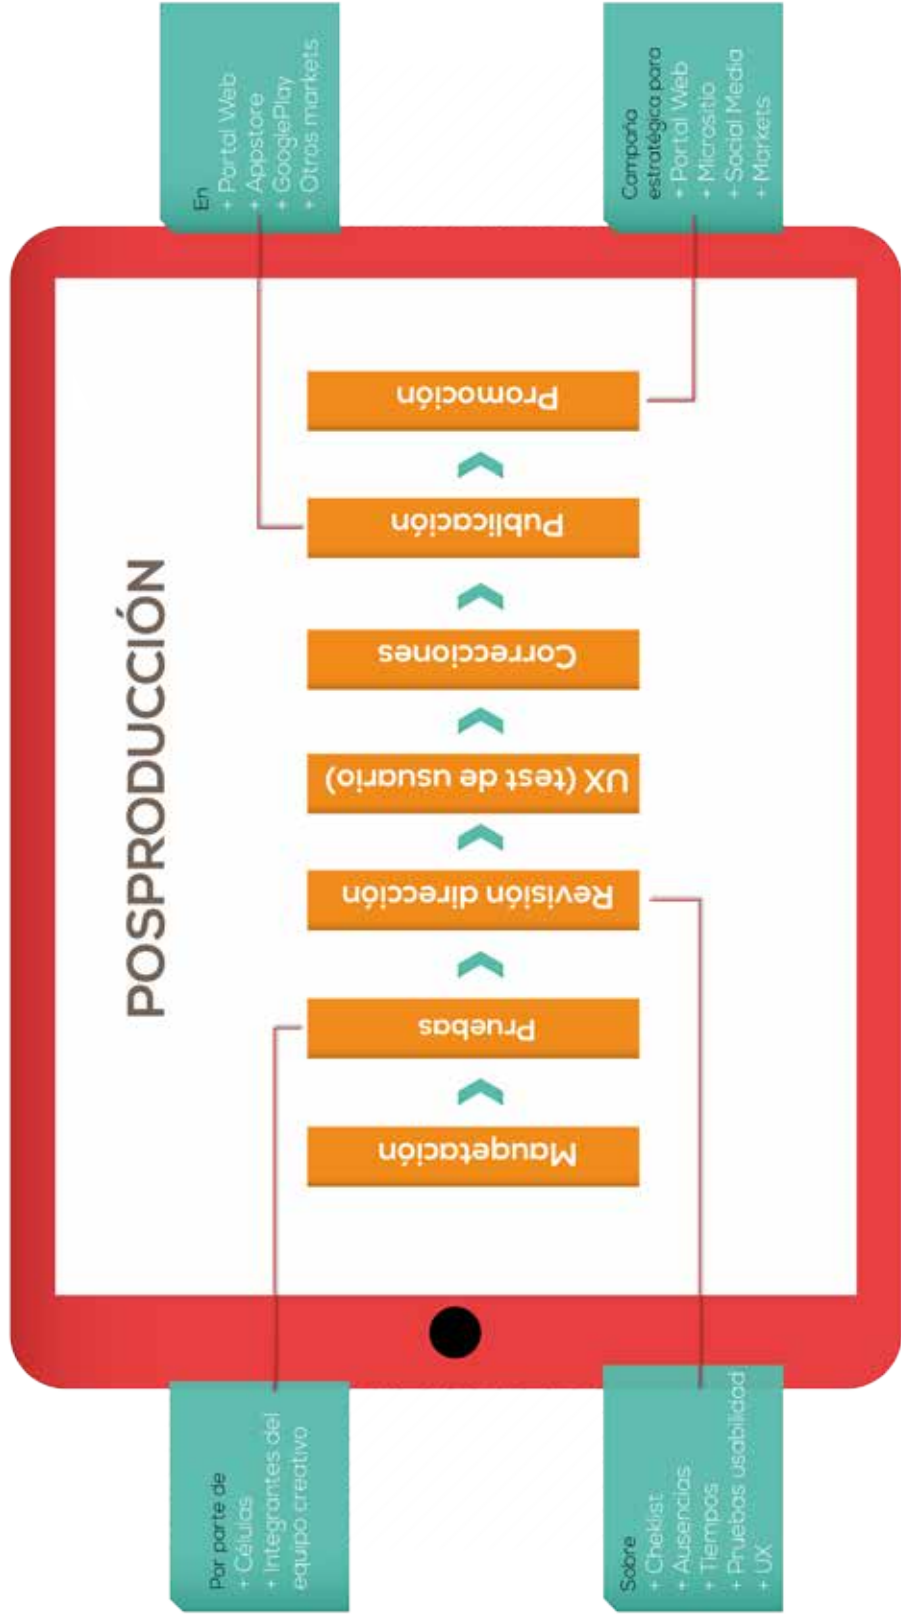 POSPRODUCCIÓN
Mauqetación
Pruebas
Revisión dirección
UX (test de usuario)
Correcciones
Publicación
Promoción
Por parte de
+ Células
+ Integrantes del
equipo creativo
Sobre
+ Cheklist
+ Ausencias
+ Tiempos
+ Pruebas usabilidad
+ UX
En
+ Portal Web
+ Appstore
+ GooglePlay
+ Otros markets
Campaña
estratégica para
+ Portal Web
+ Micrositio
+ Social Media
+ Markets